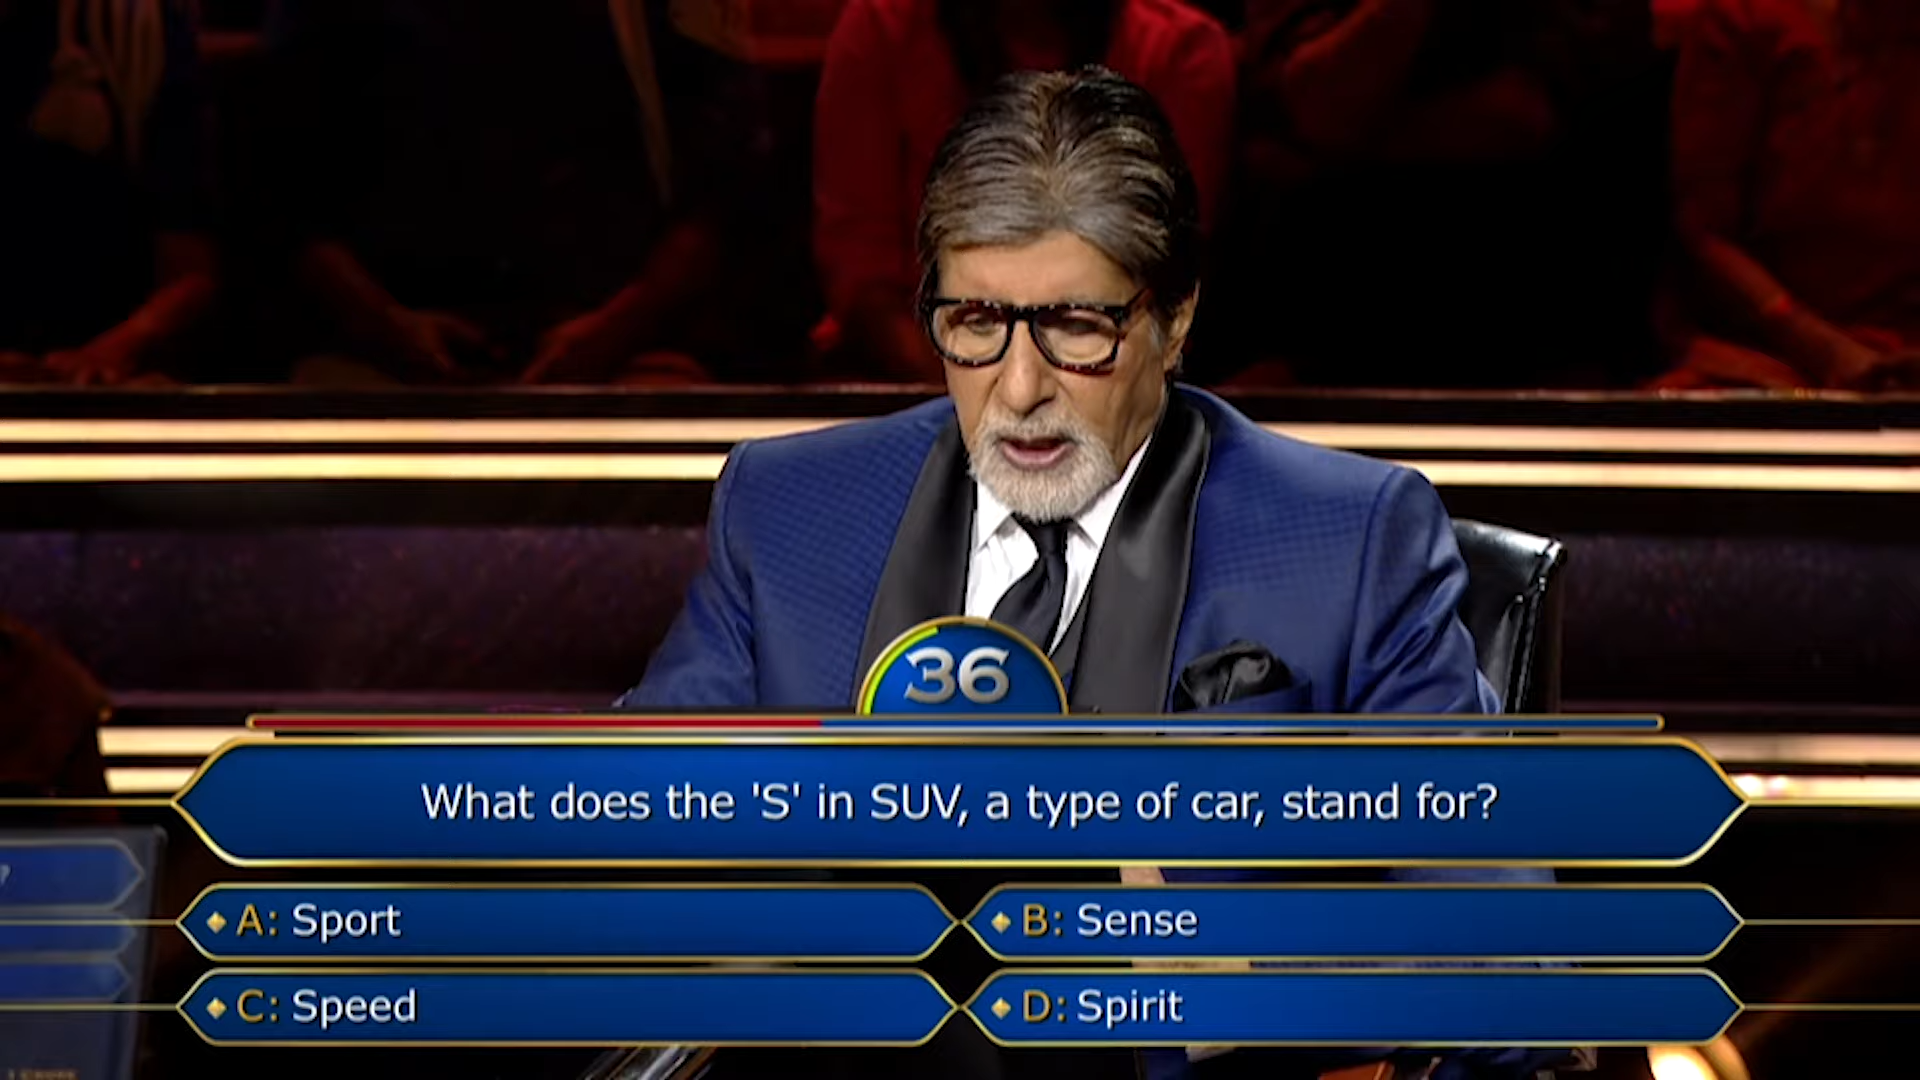 36
What does the 'S' in SUV, a type of car, stand for?
A: Sport
B: Sense
C: Speed
D: Spirit